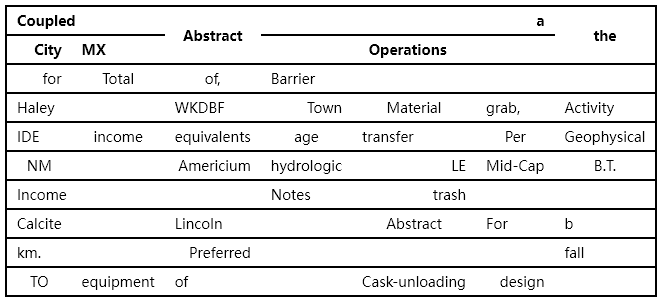 Coupled Abstract a the
City MX Operations
for Total of, Barrier
Haley WKDBF Town Material grab, Activity
IDE income equivalents age transfer Per Geophysical
NM Americium hydrologic LE Mid-Cap B.T.
Income Notes trash
Calcite Lincoln Abstract For b
km. Preferred fall
TO equipment of Cask-unloading design